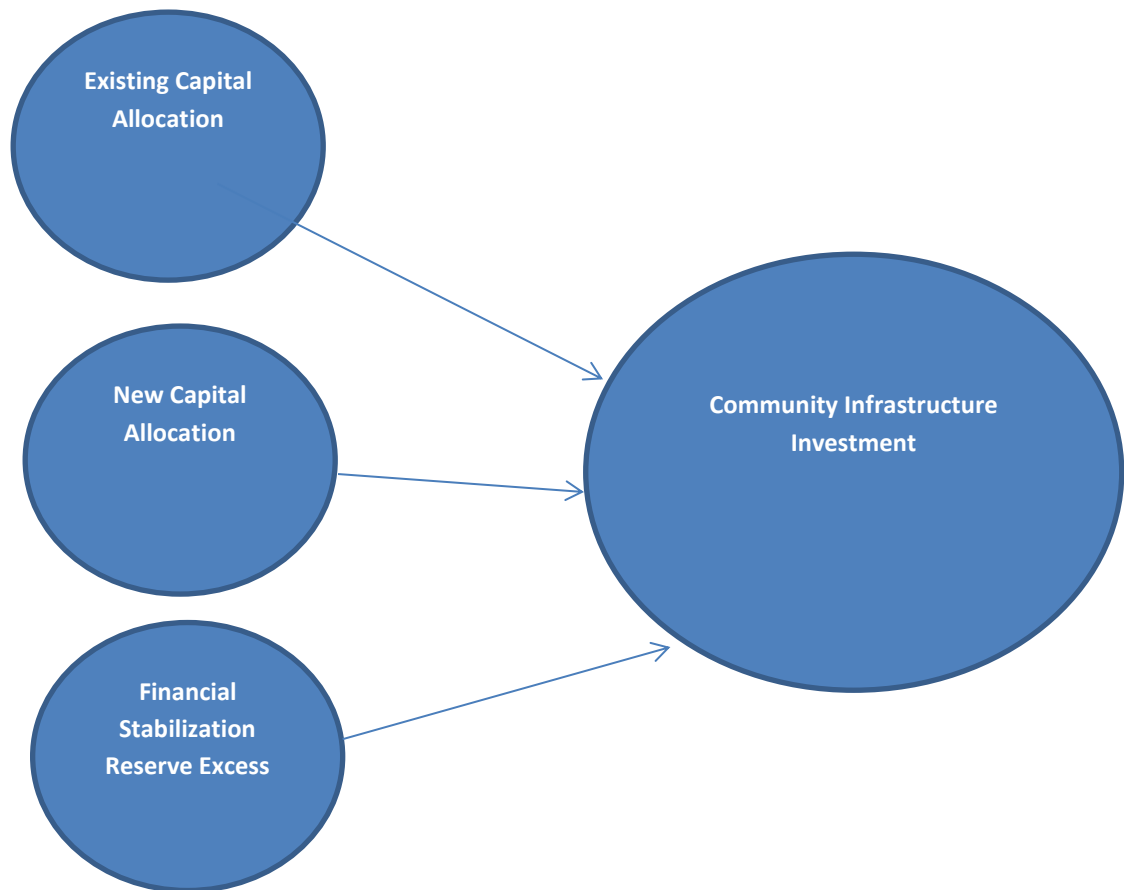 Existing Capital
Allocation
New Capital
Allocation
Community Infrastructure
Investment
Financial
Stabilization
Reserve Excess